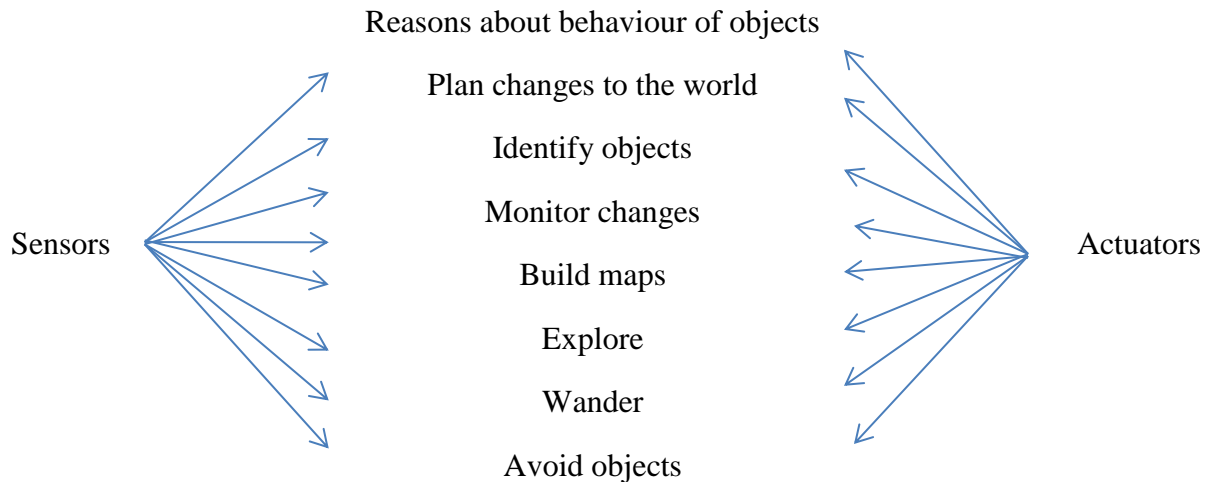 Reasons about behaviour of objects
Plan changes to the world
Identify objects
Monitor changes
Sensors
Actuators
Build maps
Explore
Wander
Avoid objects